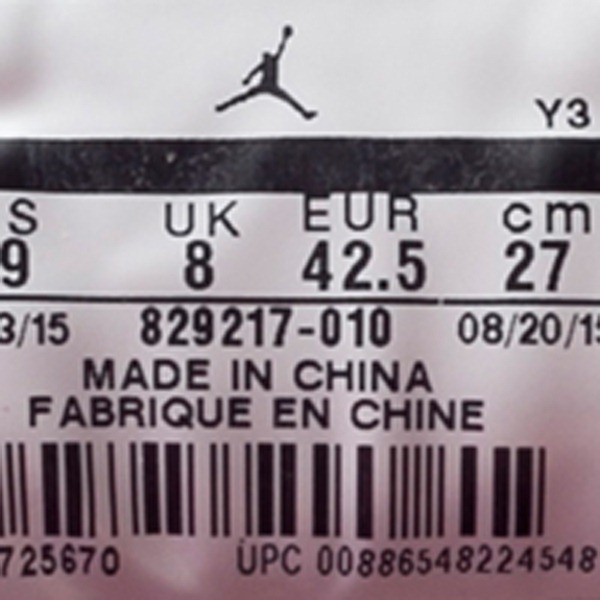 Y3
S UK EUR cm
9 8 42.5 27
3/15 829217-010 08/20/15
MADE IN CHINA
FABRIQUE EN CHINE
725670 UPC 00886548224548